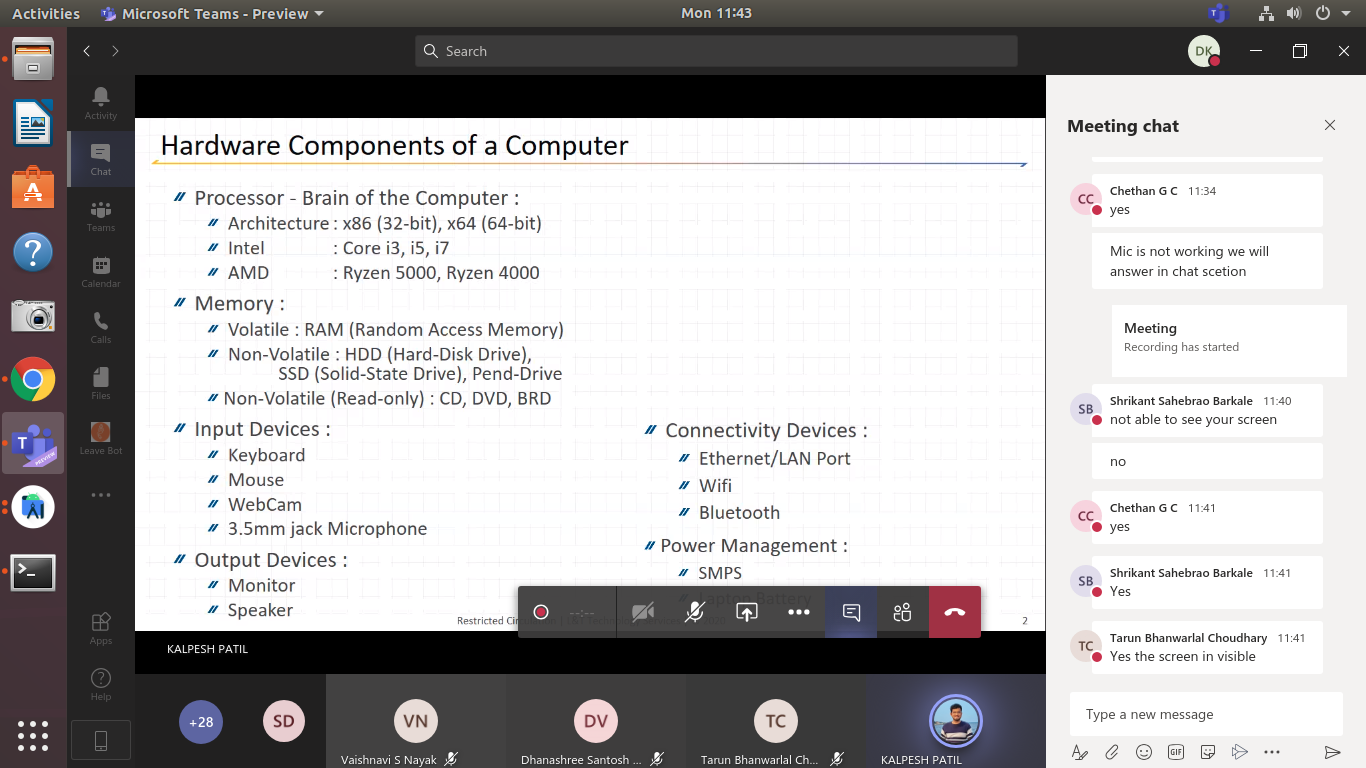 Activities
Microsoft Teams - Preview
Mon 11:43
Search
DK
Activity
Chat
Teams
Calendar
Calls
Files
Leave Bot
Apps
Help
Hardware Components of a Computer
Processor - Brain of the Computer :
Architecture : x86 (32-bit), x64 (64-bit)
Intel : Core i3, i5, i7
AMD : Ryzen 5000, Ryzen 4000
Memory :
Volatile : RAM (Random Access Memory)
Non-Volatile : HDD (Hard-Disk Drive),
SSD (Solid-State Drive), Pend-Drive
Non-Volatile (Read-only) : CD, DVD, BRD
Input Devices :
Keyboard
Mouse
WebCam
3.5mm jack Microphone
Output Devices :
Monitor
Speaker
Connectivity Devices :
Ethernet/LAN Port
Wifi
Bluetooth
Power Management :
SMPS
Laptop Battery
Restricted
2
--:--
KALPESH PATIL
+28
SD
VN
Vaishnavi S Nayak
DV
Dhanashree Santosh ...
TC
Tarun Bhanwarlal Ch...
KALPESH PATIL
Meeting chat
CC
Chethan G C 11:34
yes
Mic is not working we will
answer in chat scetion
Meeting
Recording has started
SB
Shrikant Sahebrao Barkale 11:40
not able to see your screen
no
CC
Chethan G C 11:41
yes
SB
Shrikant Sahebrao Barkale 11:41
Yes
TC
Tarun Bhanwarlal Choudhary 11:41
Yes the screen in visible
Type a new message
GIF